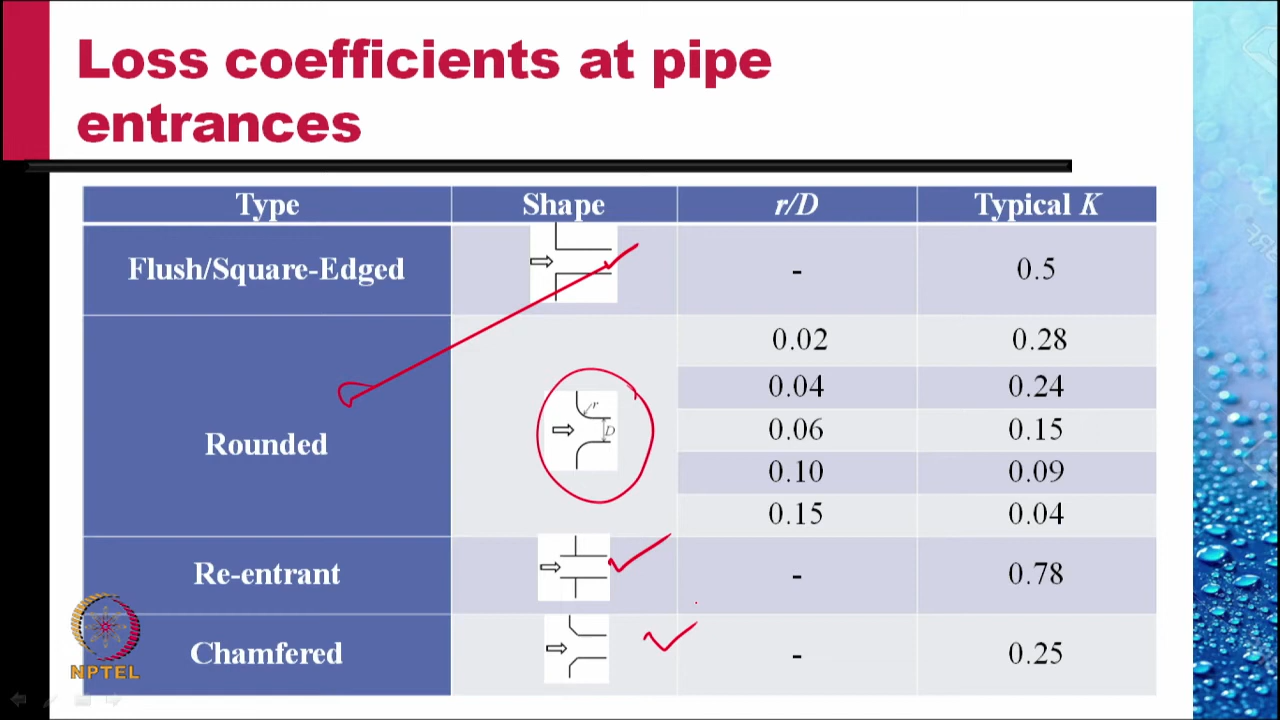 Loss coefficients at pipe
entrances
Type Shape r/D Typical K
Flush/Square-Edged - 0.5
Rounded r D
0.02 0.28
0.04 0.24
0.06 0.15
0.10 0.09
0.15 0.04
Re-entrant - 0.78
Chamfered - 0.25
NPTEL